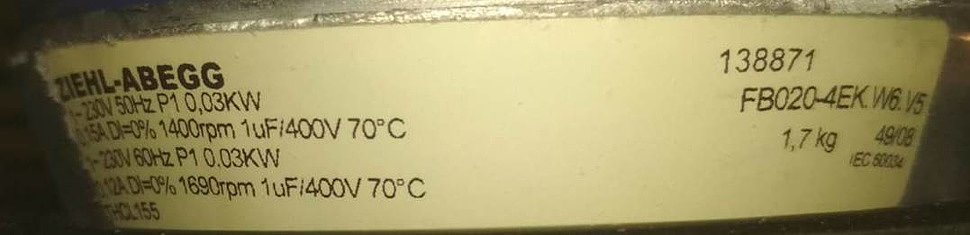 ZIEHL-ABEGG
1~ 230V 50Hz P1 0,03KW
0.15A DI=0% 1400rpm 1uF/400V 70°C
1~ 230V 60Hz P1 0.03KW
0.12A DI=0% 1690rpm 1uF/400V 70°C
THCL155
138871
FB020-4EK.W6.V5
1,7 kg 49/08
IEC 60034